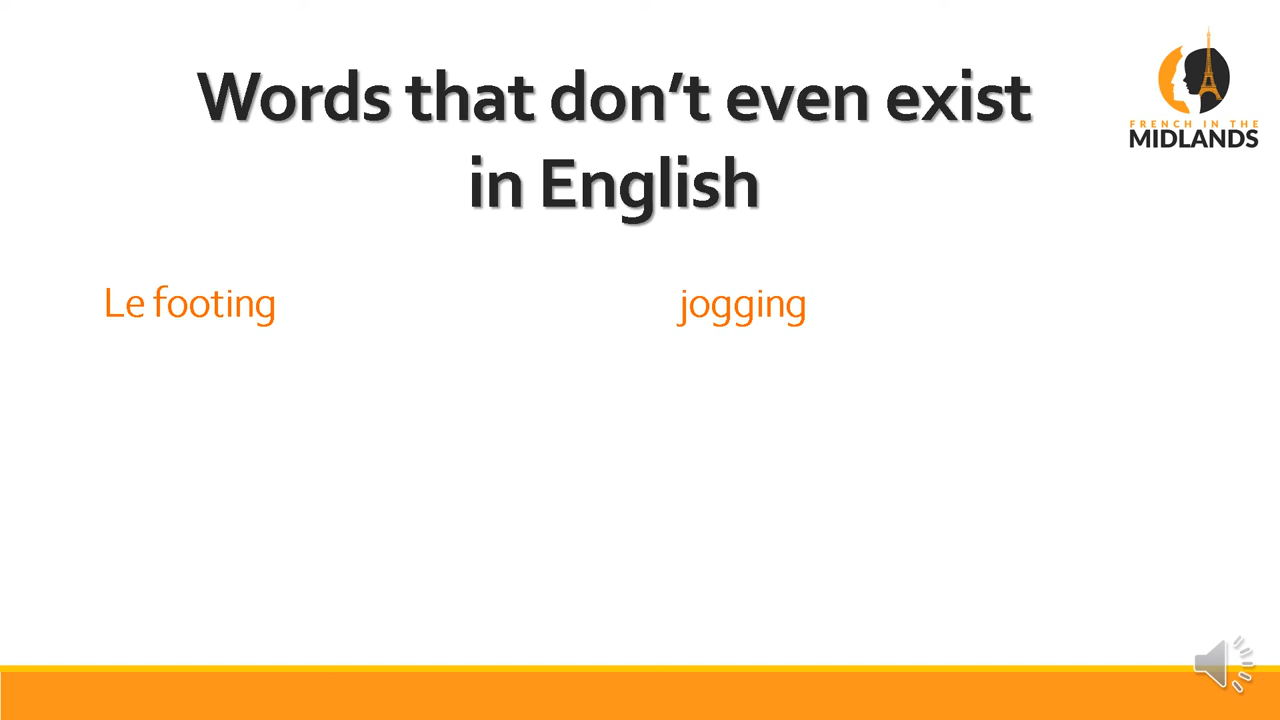 Words that don't even exist
in English
FRENCH IN THE
MIDLANDS
Le footing
jogging